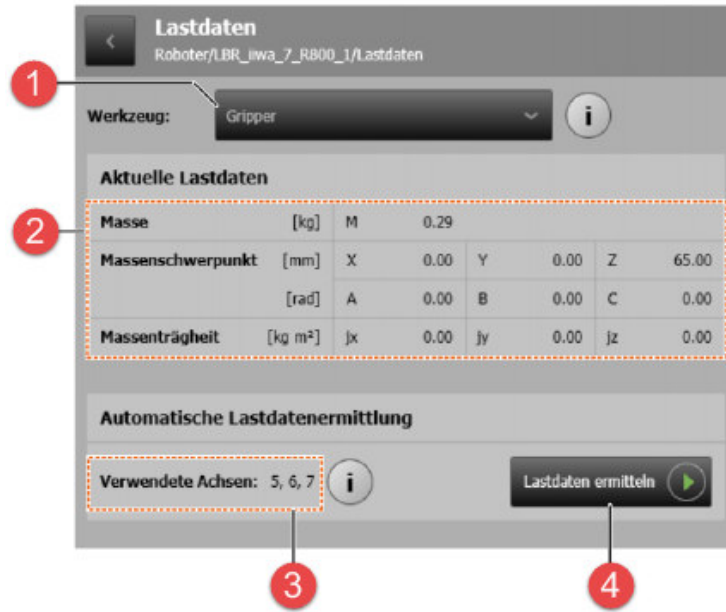 Lastdaten
Roboter/LBR_iiwa_7_R800_1/Lastdaten
1
Werkzeug: Gripper i
Aktuelle Lastdaten
2
Masse [kg] M 0.29
Massenschwerpunkt [mm] X 0.00 Y 0.00 Z 65.00
[rad] A 0.00 B 0.00 C 0.00
Massenträgheit [kg m²] jx 0.00 jy 0.00 jz 0.00
Automatische Lastdatenermittlung
Verwendete Achsen: 5, 6, 7 i Lastdaten ermitteln
3 4